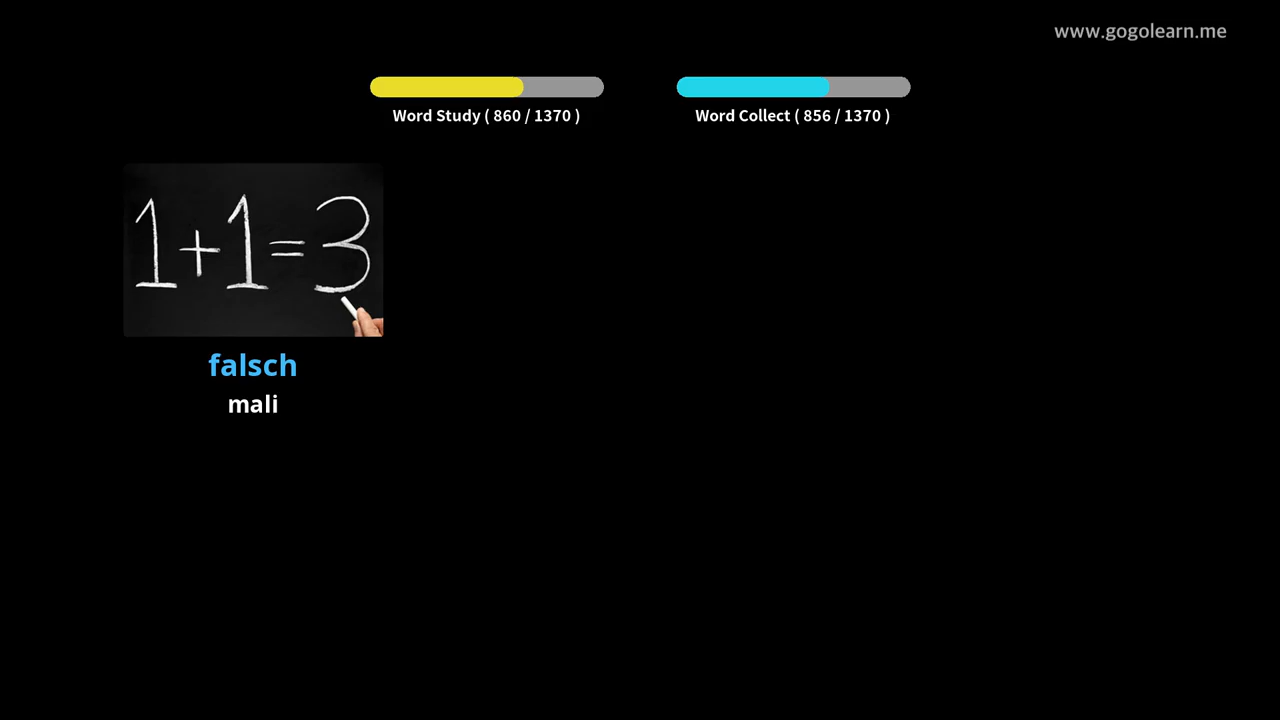 www.gogolearn.me
Word Study ( 860 / 1370 )
Word Collect ( 856 / 1370 )
1+1=3
falsch
mali